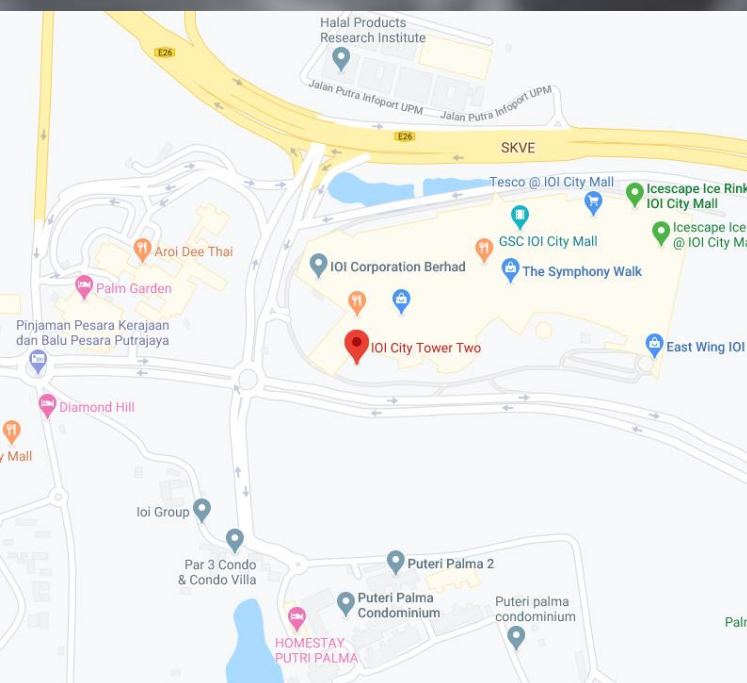 Halal Products
Research Institute
E26
Jalan Putra Infoport UPM
Jalan Putra Infoport UPM
E26
SKVE
Tesco @ IOI City Mall
Icescape Ice Rink
IOI City Mall
Icescape Ice
@ IOI City Ma
GSC IOI City Mall
Aroi Dee Thai
IOI Corporation Berhad
The Symphony Walk
Palm Garden
Pinjaman Pesara Kerajaan
dan Balu Pesara Putrajaya
IOI City Tower Two
East Wing IOI
Diamond Hill
y Mall
Ioi Group
Par 3 Condo
& Condo Villa
Puteri Palma 2
Puteri Palma
Condominium
Puteri palma
condominium
Paln
HOMESTAY
PUTRI PALMA